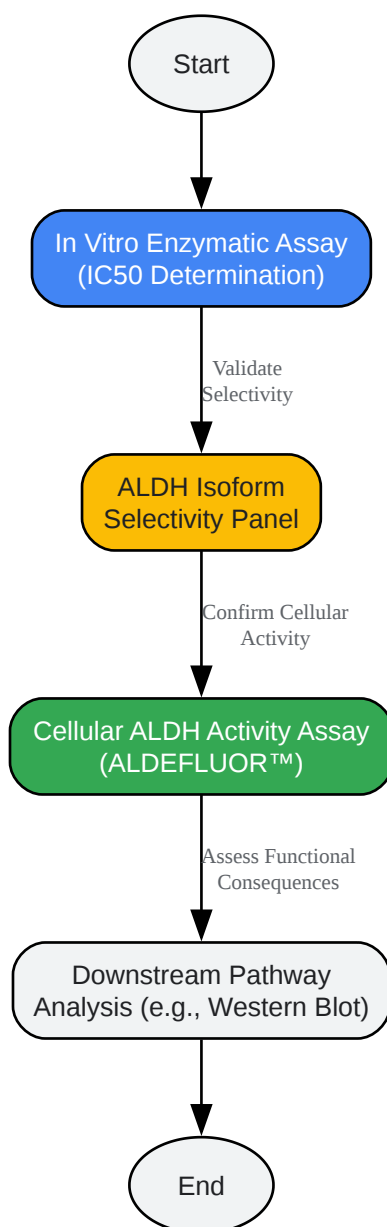 Start
In Vitro Enzymatic Assay
(IC50 Determination)
Validate
Selectivity
ALDH Isoform
Selectivity Panel
Confirm Cellular
Activity
Cellular ALDH Activity Assay
(ALDEFLUOR™)
Assess Functional
Consequences
Downstream Pathway
Analysis (e.g., Western Blot)
End